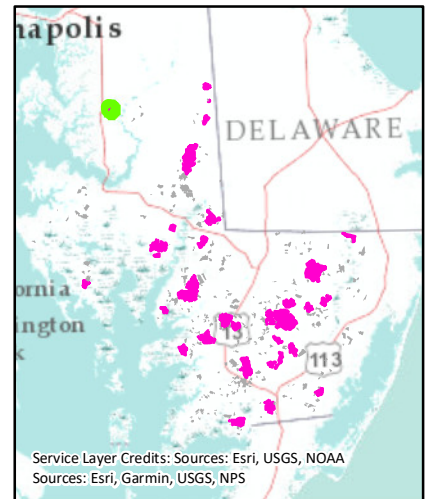 napolis
DELAWARE
ornia
ington
k
13
113
Service Layer Credits: Sources: Esri, USGS, NOAA
Sources: Esri, Garmin, USGS, NPS